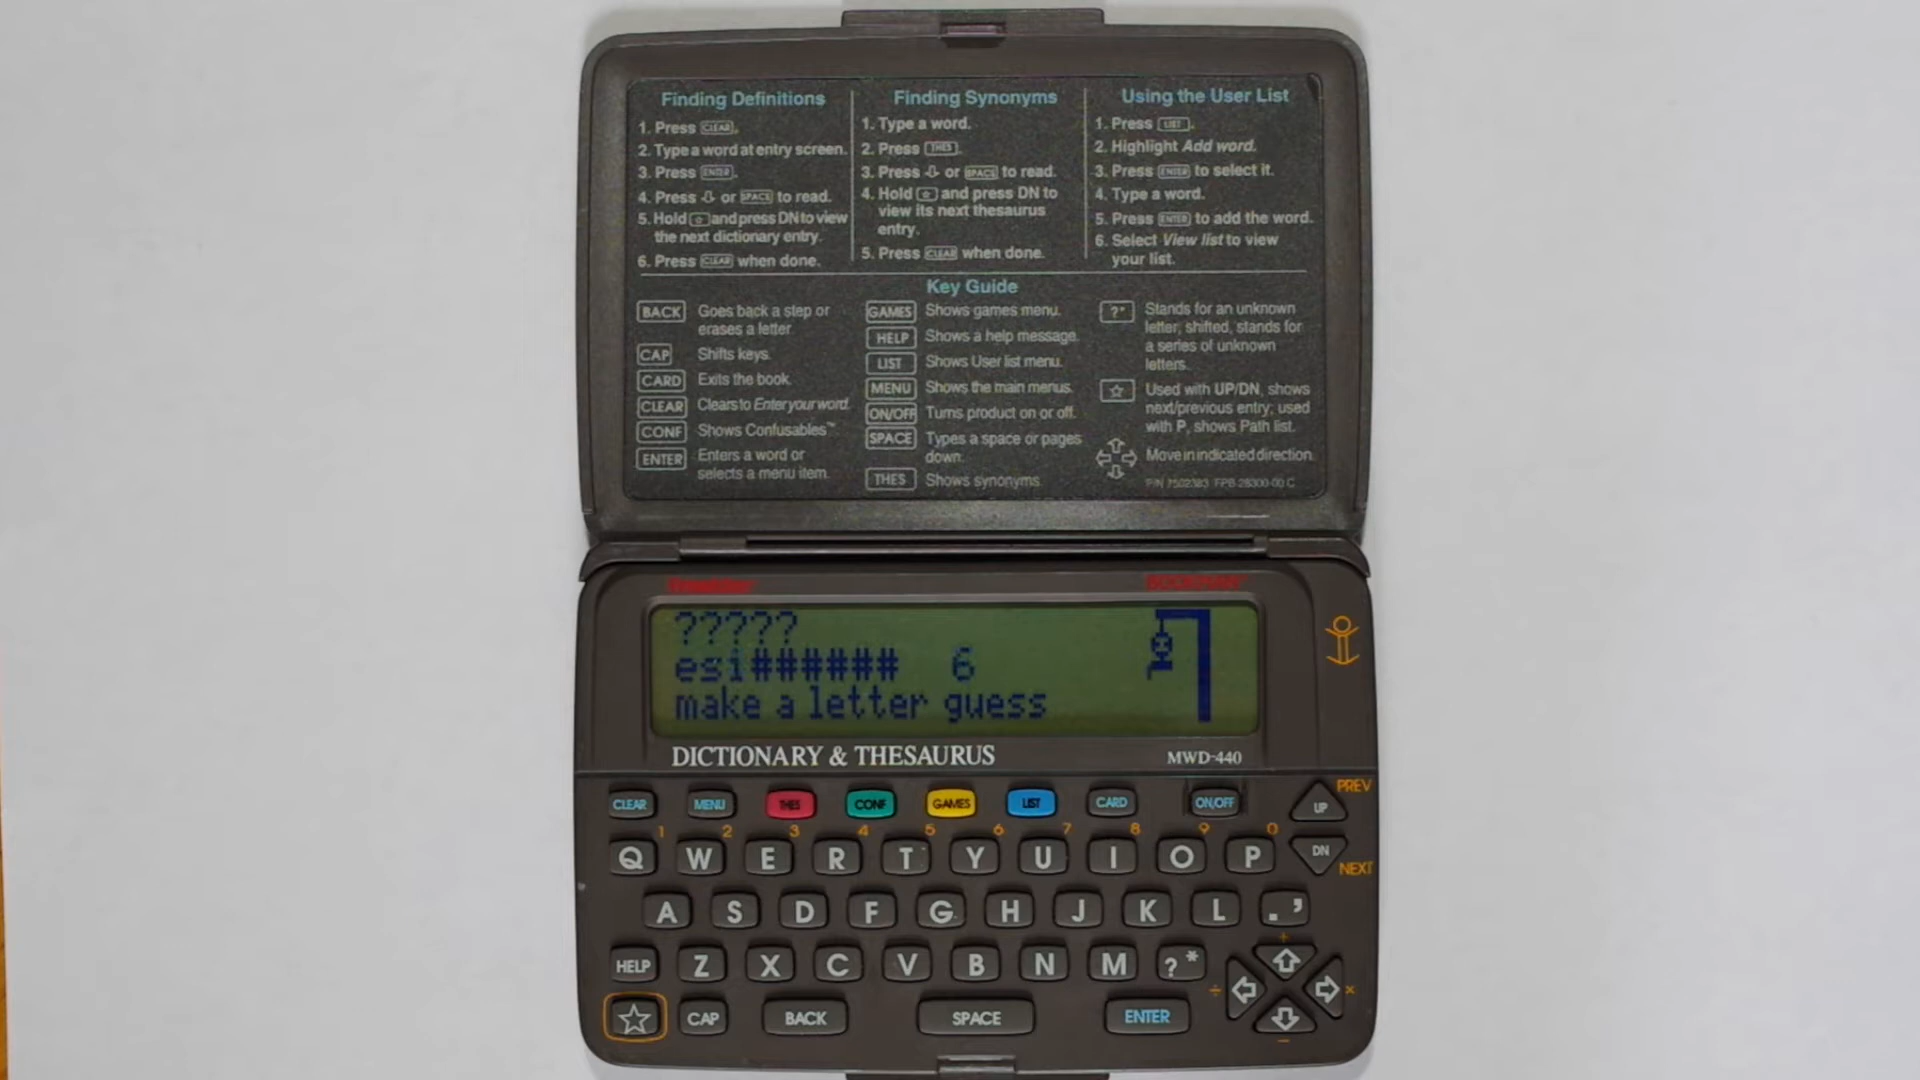 Finding Definitions
1. Press CLEAR.
2. Type a word at entry screen.
3. Press ENTER.
4. Press or SPACE to read.
5. Hold and press DN to view
the next dictionary entry.
6. Press CLEAR when done.
Finding Synonyms
1. Type a word.
2. Press THES.
3. Press or SPACE to read.
4. Hold and press DN to
view its next thesaurus
entry.
5. Press CLEAR when done.
Using the User List
1. Press LIST.
2. Highlight Add word.
3. Press ENTER to select it.
4. Type a word.
5. Press ENTER to add the word.
6. Select View list to view
your list.
Key Guide
BACK Goes back a step or
erases a letter
CAP Shifts keys.
CARD Exits the book.
CLEAR Clears to Enter your word.
CONF Shows Confusables™
ENTER Enters a word or
selects a menu item.
GAMES Shows games menu.
HELP Shows a help message.
LIST Shows User list menu.
MENU Shows the main menus.
ON/OFF Turns product on or off.
SPACE Types a space or pages
down.
THES Shows synonyms.
?* Stands for an unknown
letter, shifted, stands for
a series of unknown
letters.
☆ Used with UP/DN, shows
next/previous entry; used
with P, shows Path list.
Move in indicated direction.
P/N 7502383 FPB-28300-00 C
?????
esi###### 6
make a letter guess
DICTIONARY & THESAURUS MWD-440
CLEAR MENU THES CONF GAMES LIST CARD ON/OFF UP PREV
1 2 3 4 5 6 7 8 9 0
Q W E R T Y U I O P DN NEXT
A S D F G H J K L . ,
HELP Z X C V B N M ?*
☆ CAP BACK SPACE ENTER